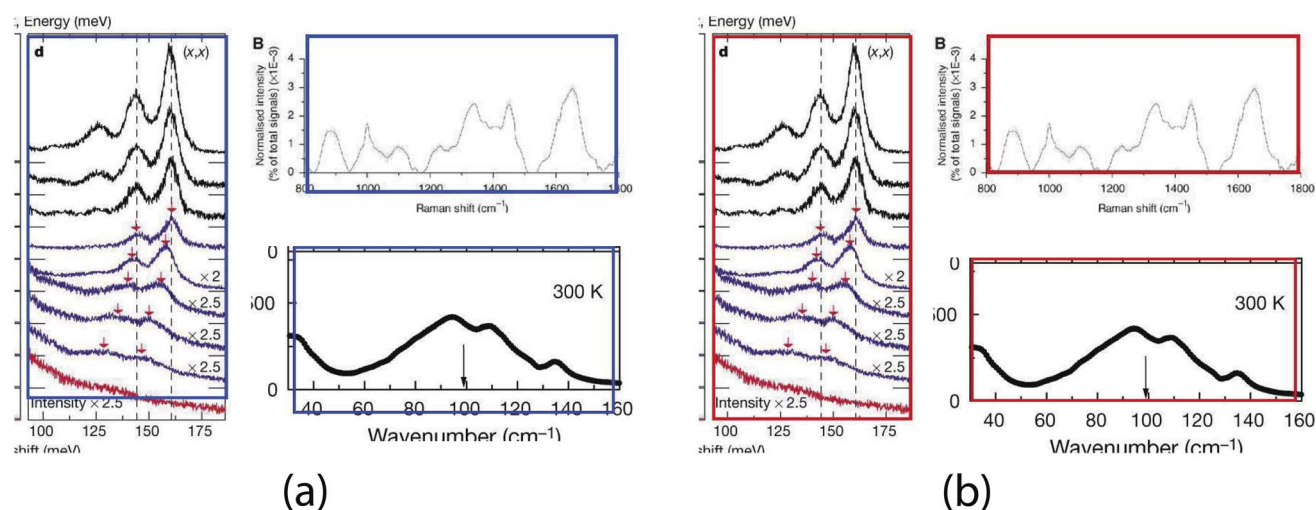 , Energy (meV)
d
(x,x)
×2
×2.5
×2.5
×2.5
Intensity ×2.5
100 125 150 175
shift (meV)
B
Normalised intensity
(% of total signals) (×1E–3)
4
3
2
1
0
80 1000 1200 1400 1600 1800
Raman shift (cm–1)
0
500
0
300 K
40 60 80 100 120 140 160
Wavenumber (cm–1)
(a)
, Energy (meV)
d
(x,x)
×2
×2.5
×2.5
×2.5
Intensity ×2.5
100 125 150 175
shift (meV)
B
Normalised intensity
(% of total signals) (×1E–3)
4
3
2
1
0
800 1000 1200 1400 1600 1800
Raman shift (cm–1)
0
500
0
300 K
40 60 80 100 120 140 160
Wavenumber (cm–1)
(b)